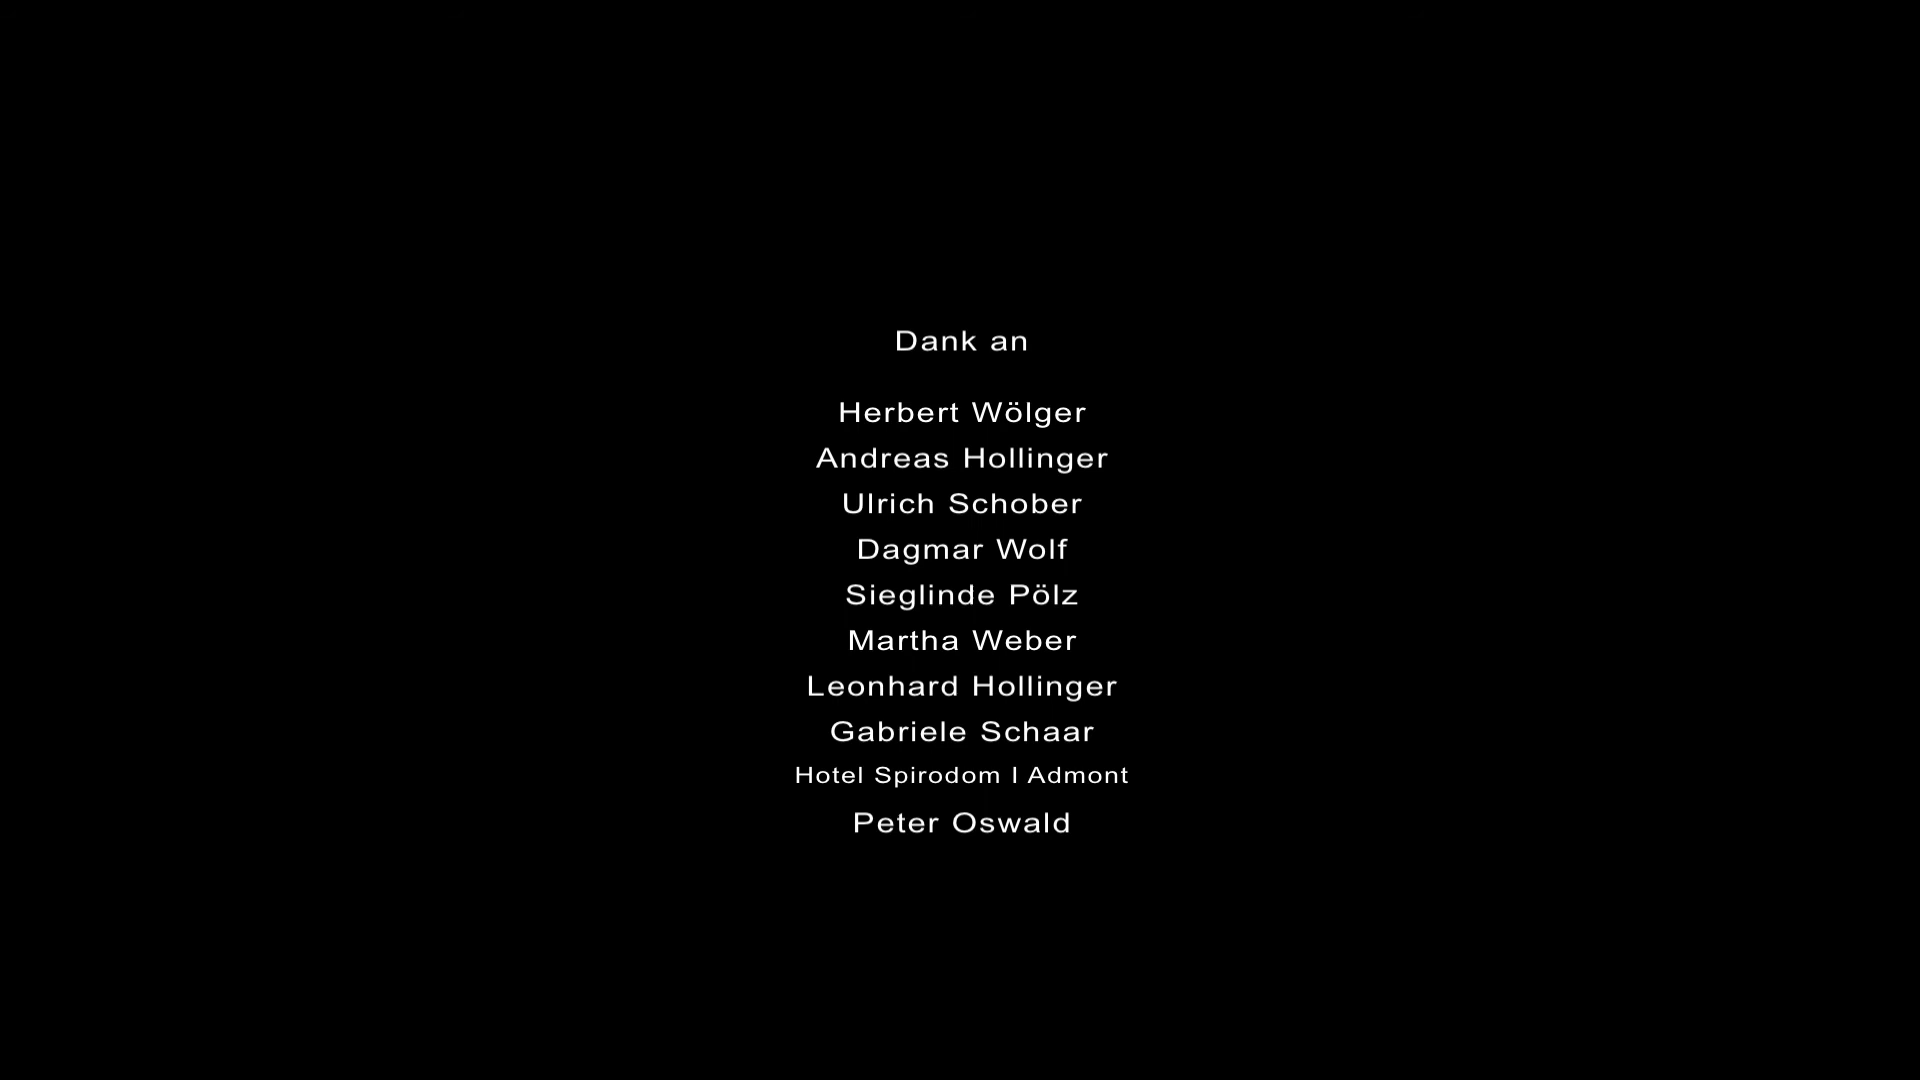 Dank an
Herbert Wölger
Andreas Hollinger
Ulrich Schober
Dagmar Wolf
Sieglinde Pölz
Martha Weber
Leonhard Hollinger
Gabriele Schaar
Hotel Spirodom I Admont
Peter Oswald